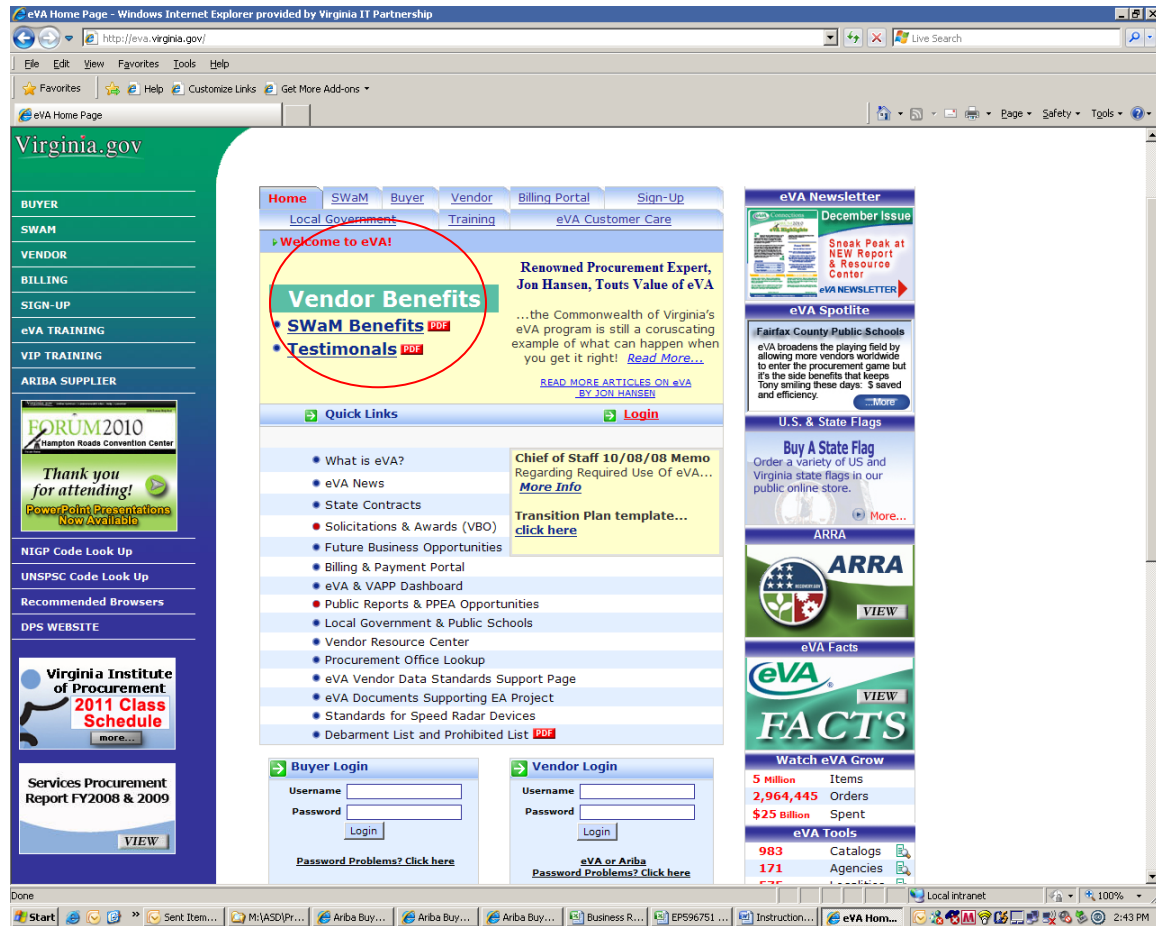 eVA Home Page - Windows Internet Explorer provided by Virginia IT Partnership
http://eva.virginia.gov/
Live Search
File Edit View Favorites Tools Help
Favorites Help Customize Links Get More Add-ons
eVA Home Page
Page Safety Tools
Virginia.gov
BUYER
SWAM
VENDOR
BILLING
SIGN-UP
eVA TRAINING
VIP TRAINING
ARIBA SUPPLIER
FORUM 2010
Hampton Roads Convention Center
Thank you
for attending!
PowerPoint Presentations
Now Available
NIGP Code Look Up
UNSPSC Code Look Up
Recommended Browsers
DPS WEBSITE
Virginia Institute
of Procurement
2011 Class
Schedule
more...
Services Procurement
Report FY2008 & 2009
VIEW
Home SWaM Buyer Vendor Billing Portal Sign-Up
Local Government Training eVA Customer Care
Welcome to eVA!
Vendor Benefits
SWaM Benefits PDF
Testimonals PDF
Renowned Procurement Expert,
Jon Hansen, Touts Value of eVA
...the Commonwealth of Virginia's
eVA program is still a coruscating
example of what can happen when
you get it right! Read More...
READ MORE ARTICLES ON eVA
BY JON HANSEN
Quick Links
Login
What is eVA?
eVA News
State Contracts
Solicitations & Awards (VBO)
Future Business Opportunities
Billing & Payment Portal
eVA & VAPP Dashboard
Public Reports & PPEA Opportunities
Local Government & Public Schools
Vendor Resource Center
Procurement Office Lookup
eVA Vendor Data Standards Support Page
eVA Documents Supporting EA Project
Standards for Speed Radar Devices
Debarment List and Prohibited List PDF
Chief of Staff 10/08/08 Memo
Regarding Required Use Of eVA...
More Info
Transition Plan template...
click here
Buyer Login
Username
Password
Login
Password Problems? Click here
Vendor Login
Username
Password
Login
eVA or Ariba
Password Problems? Click here
eVA Newsletter
Connections
December Issue
Sneak Peak at
NEW Report
& Resource
Center
eVA NEWSLETTER
eVA Spotlite
Fairfax County Public Schools
eVA broadens the playing field by
allowing more vendors worldwide
to enter the procurement game but
it's the side benefits that keeps
Tony smiling these days: $ saved
and efficiency.
...More
U.S. & State Flags
Buy A State Flag
Order a variety of US and
Virginia state flags in our
public online store.
More...
ARRA
ARRA
VIEW
eVA Facts
eVA
VIEW
FACTS
Watch eVA Grow
5 Million Items
2,964,445 Orders
$25 Billion Spent
eVA Tools
983 Catalogs
171 Agencies
Done
Local intranet
100%
Start
Sent Item...
M:\ASD\Pr...
Ariba Buy...
Ariba Buy...
Ariba Buy...
Business R...
EP596751 ...
Instruction...
eVA Hom...
2:43 PM